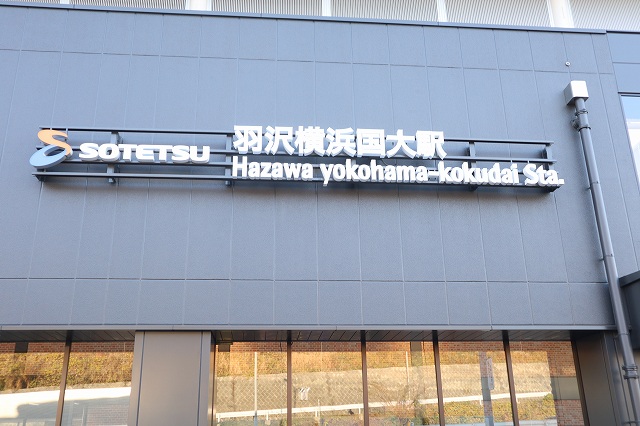 SOTETSU
羽沢横浜国大駅
Hazawa yokohama-kokudai Sta.